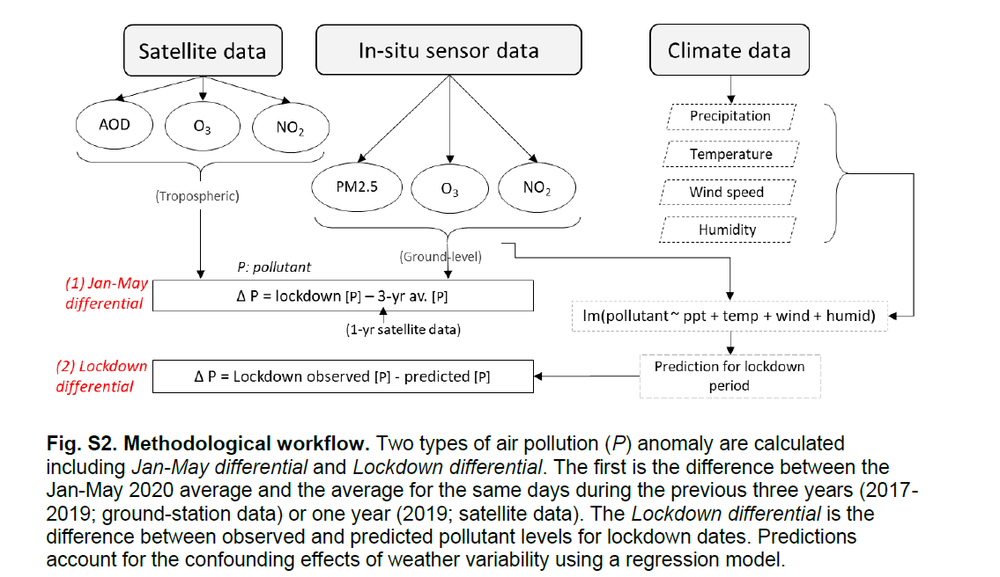 Satellite data
In-situ sensor data
Climate data
AOD
O3
NO2
(Tropospheric)
PM2.5
O3
NO2
(Ground-level)
Precipitation
Temperature
Wind speed
Humidity
P: pollutant
(1) Jan-May
differential
Δ P = lockdown [P] – 3-yr av. [P]
(1-yr satellite data)
lm(pollutant~ ppt + temp + wind + humid)
(2) Lockdown
differential
Δ P = Lockdown observed [P] - predicted [P]
Prediction for lockdown
period
Fig. S2. Methodological workflow. Two types of air pollution (P) anomaly are calculated
including Jan-May differential and Lockdown differential. The first is the difference between the
Jan-May 2020 average and the average for the same days during the previous three years (2017-
2019; ground-station data) or one year (2019; satellite data). The Lockdown differential is the
difference between observed and predicted pollutant levels for lockdown dates. Predictions
account for the confounding effects of weather variability using a regression model.